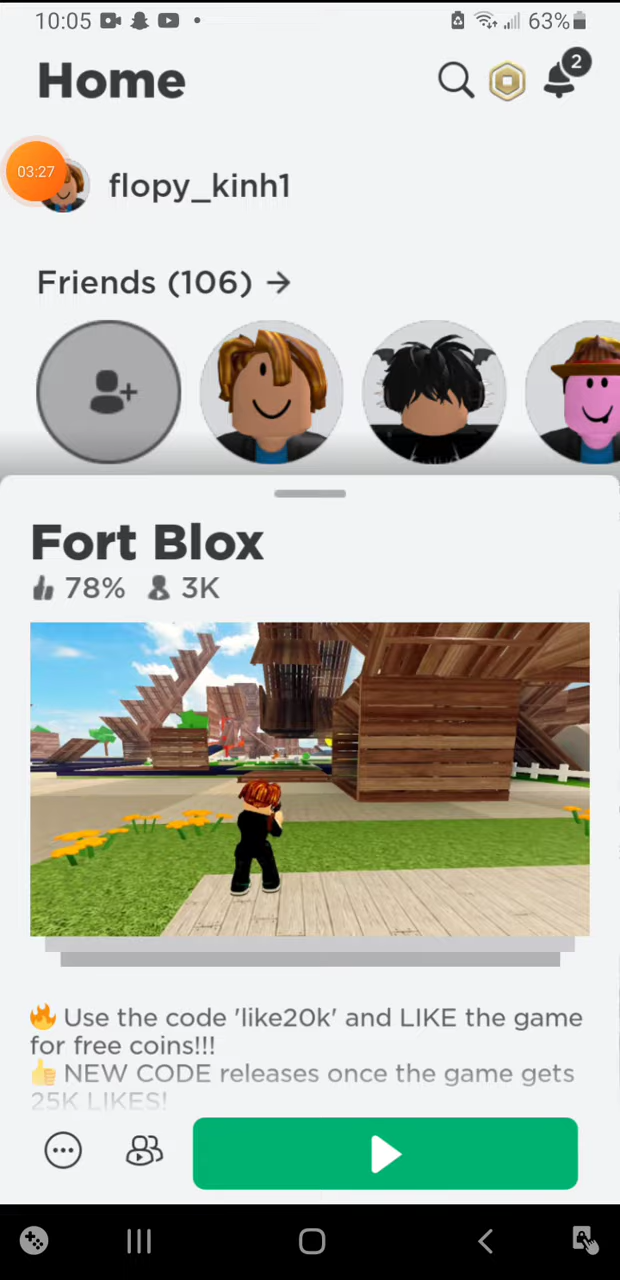 10:05 63%
Home
2
03:27
flopy_kinh1
Friends (106) →
Fort Blox
78% 3K
🔥 Use the code 'like20k' and LIKE the game
for free coins!!!
👍 NEW CODE releases once the game gets
25K LIKES!